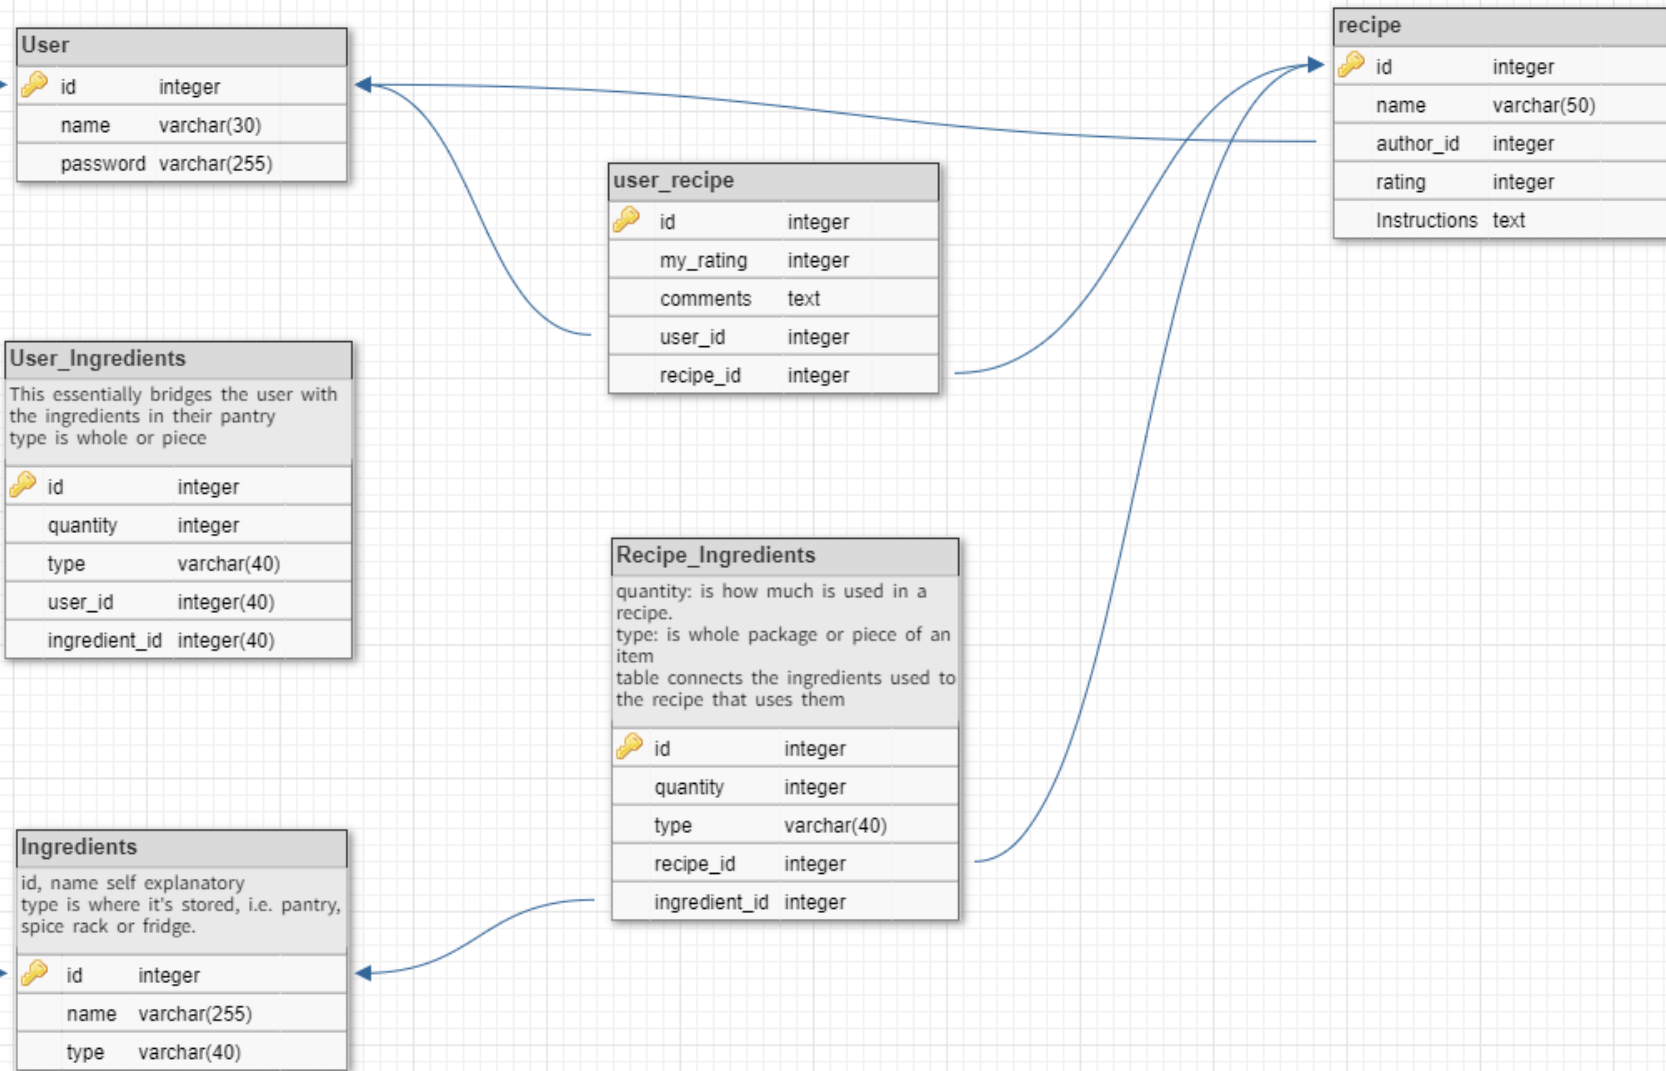 User
id integer
name varchar(30)
password varchar(255)
User_Ingredients
This essentially bridges the user with
the ingredients in their pantry
type is whole or piece
id integer
quantity integer
type varchar(40)
user_id integer(40)
ingredient_id integer(40)
Ingredients
id, name self explanatory
type is where it's stored, i.e. pantry,
spice rack or fridge.
id integer
name varchar(255)
type varchar(40)
user_recipe
id integer
my_rating integer
comments text
user_id integer
recipe_id integer
Recipe_Ingredients
quantity: is how much is used in a
recipe.
type: is whole package or piece of an
item
table connects the ingredients used to
the recipe that uses them
id integer
quantity integer
type varchar(40)
recipe_id integer
ingredient_id integer
recipe
id integer
name varchar(50)
author_id integer
rating integer
Instructions text